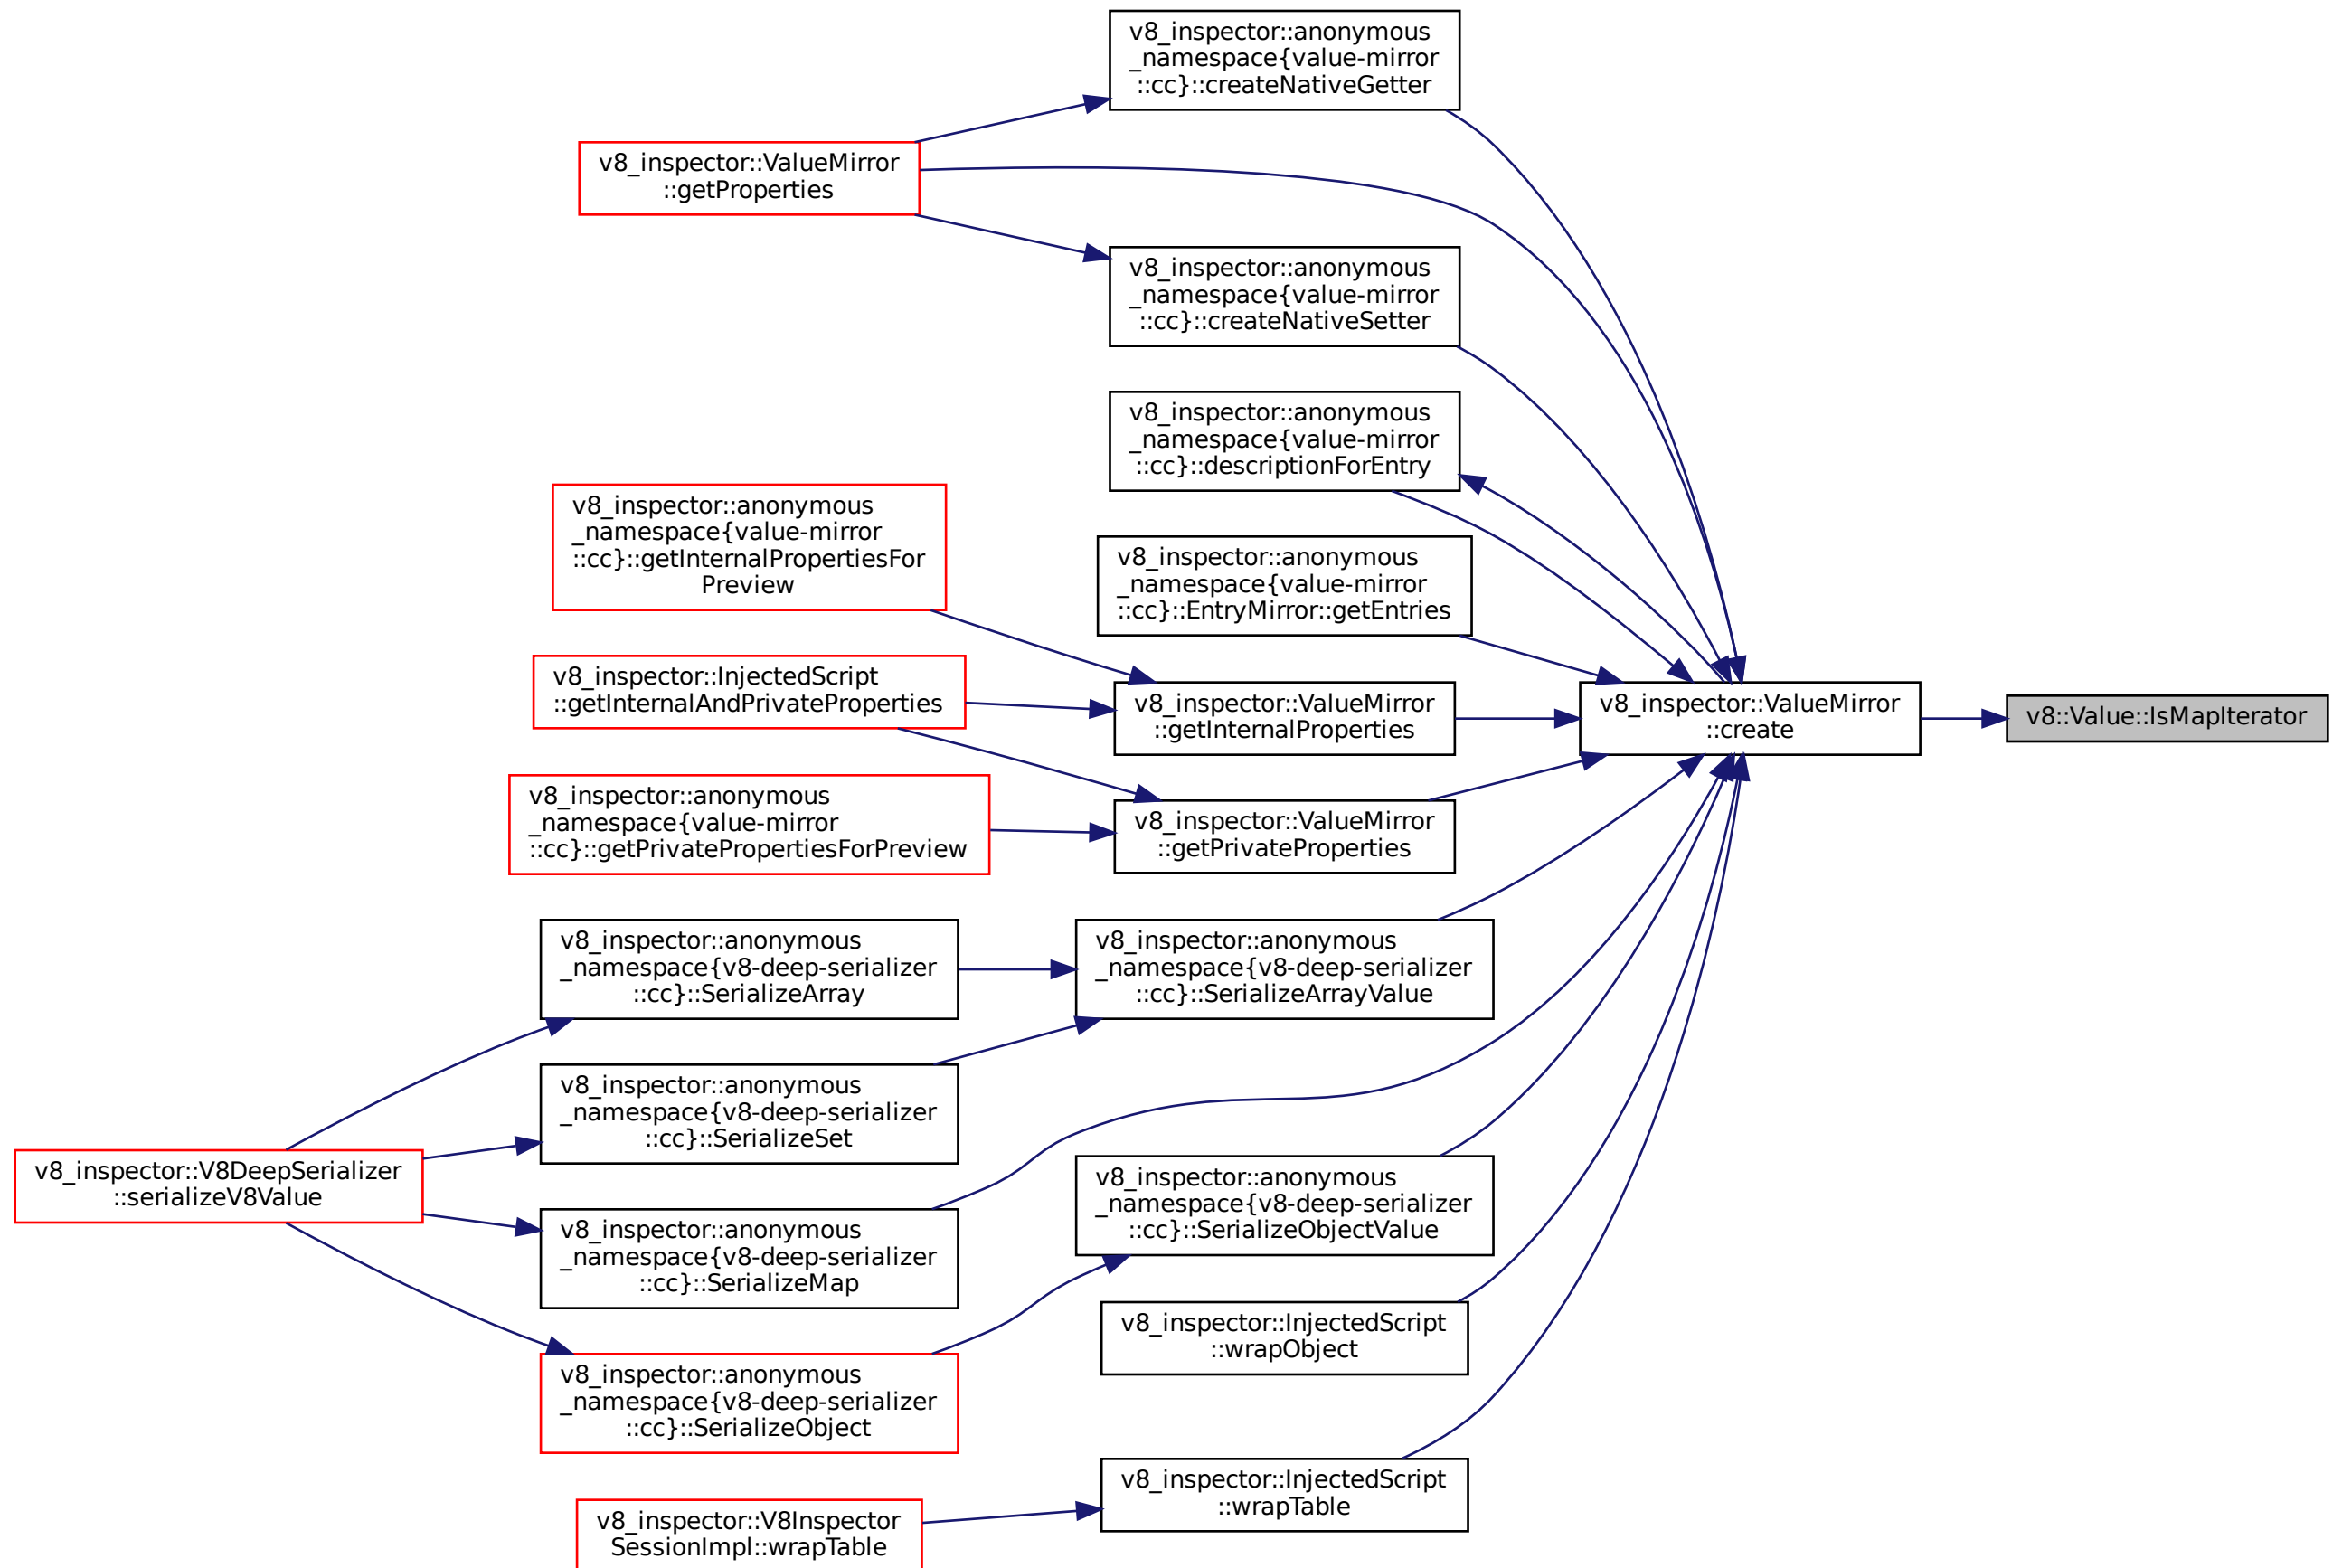 v8_inspector::anonymous
_namespace{value-mirror
::cc}::createNativeGetter
v8_inspector::ValueMirror
::getProperties
v8_inspector::anonymous
_namespace{value-mirror
::cc}::createNativeSetter
v8_inspector::anonymous
_namespace{value-mirror
::cc}::descriptionForEntry
v8_inspector::anonymous
_namespace{value-mirror
::cc}::getInternalPropertiesFor
Preview
v8_inspector::anonymous
_namespace{value-mirror
::cc}::EntryMirror::getEntries
v8_inspector::InjectedScript
::getInternalAndPrivateProperties
v8_inspector::ValueMirror
::getInternalProperties
v8_inspector::ValueMirror
::create
v8::Value::IsMapIterator
v8_inspector::anonymous
_namespace{value-mirror
::cc}::getPrivatePropertiesForPreview
v8_inspector::ValueMirror
::getPrivateProperties
v8_inspector::anonymous
_namespace{v8-deep-serializer
::cc}::SerializeArray
v8_inspector::anonymous
_namespace{v8-deep-serializer
::cc}::SerializeArrayValue
v8_inspector::anonymous
_namespace{v8-deep-serializer
::cc}::SerializeSet
v8_inspector::V8DeepSerializer
::serializeV8Value
v8_inspector::anonymous
_namespace{v8-deep-serializer
::cc}::SerializeObjectValue
v8_inspector::anonymous
_namespace{v8-deep-serializer
::cc}::SerializeMap
v8_inspector::InjectedScript
::wrapObject
v8_inspector::anonymous
_namespace{v8-deep-serializer
::cc}::SerializeObject
v8_inspector::InjectedScript
::wrapTable
v8_inspector::V8Inspector
SessionImpl::wrapTable